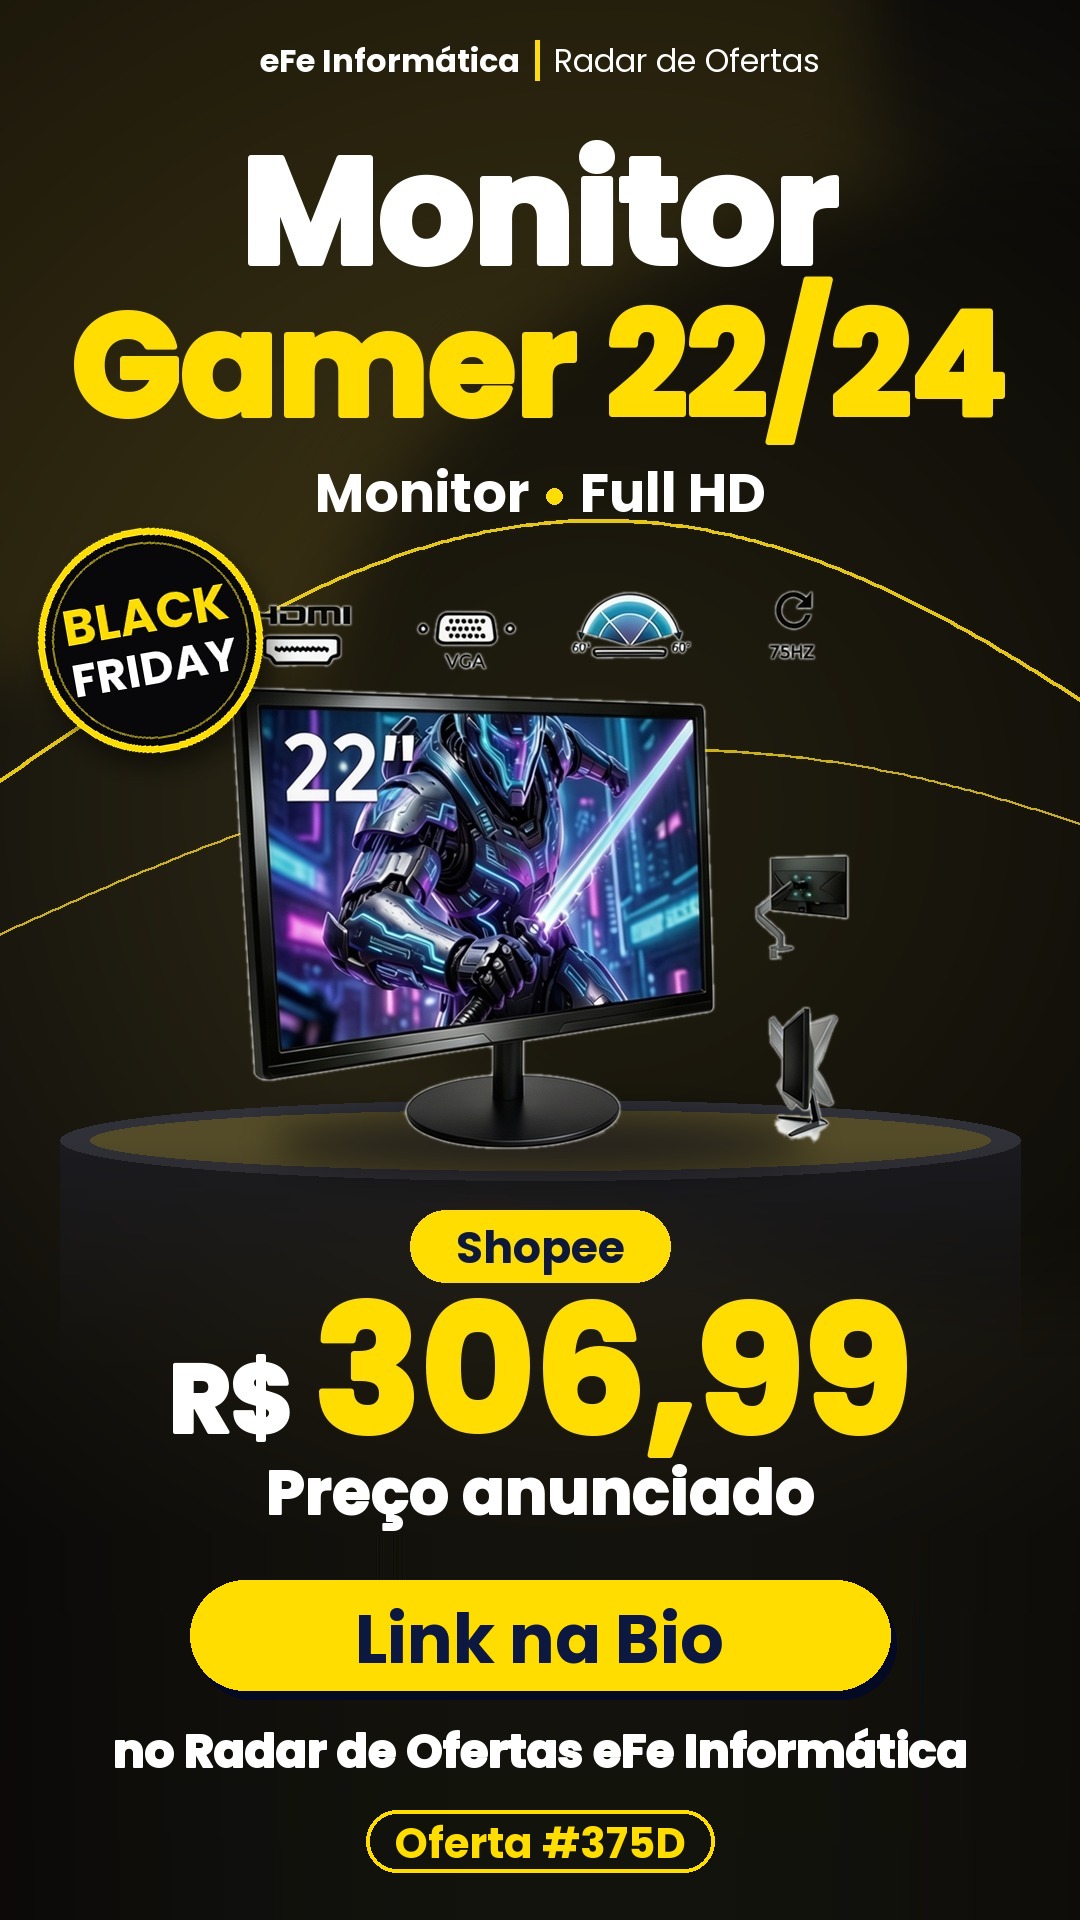 eFe Informática | Radar de Ofertas
Monitor
Gamer 22/24
Monitor • Full HD
BLACK
FRIDAY
HDMI
VGA
60°
60°
75HZ
22"
Shopee
R$ 306,99
Preço anunciado
Link na Bio
no Radar de Ofertas eFe Informática
Oferta #375D